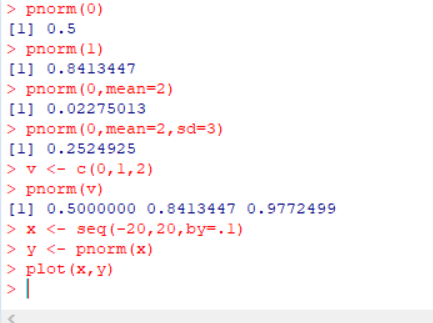 > pnorm(0)
[1] 0.5
> pnorm(1)
[1] 0.8413447
> pnorm(0,mean=2)
[1] 0.02275013
> pnorm(0,mean=2,sd=3)
[1] 0.2524925
> v <- c(0,1,2)
> pnorm(v)
[1] 0.5000000 0.8413447 0.9772499
> x <- seq(-20,20,by=.1)
> y <- pnorm(x)
> plot(x,y)
>